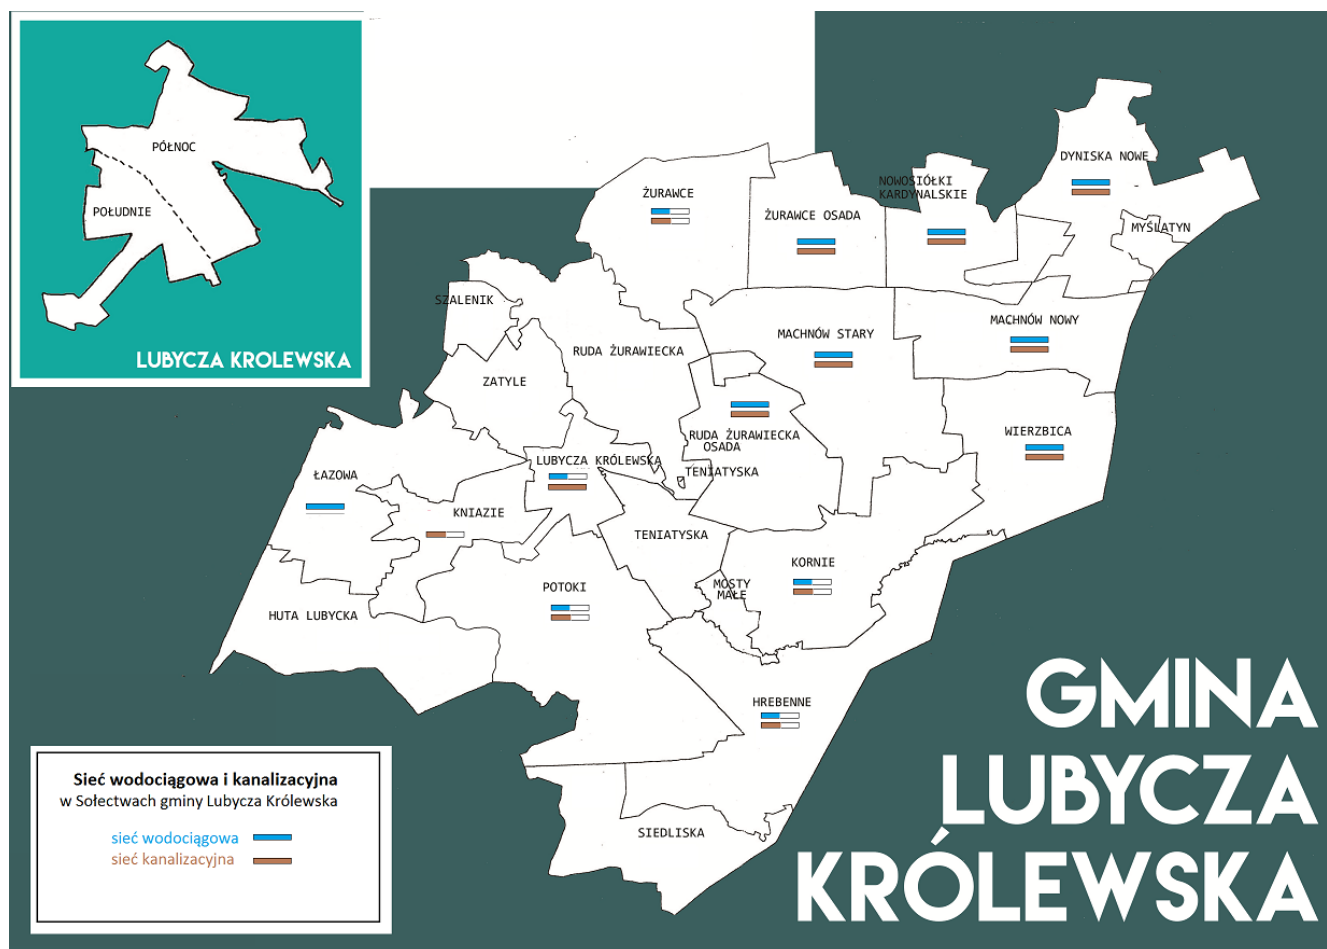 PÓŁNOC
POŁUDNIE
LUBYCZA KROLEWSKA
DYNISKA NOWE
NOWOSIÓŁKI
KARDYNALSKIE
ŻURAWCE
ŻURAWCE OSADA
MYŚLATYN
SZALENIK
MACHNÓW NOWY
MACHNÓW STARY
RUDA ŻURAWIECKA
ZATYLE
WIERZBICA
RUDA ŻURAWIECKA
OSADA
LUBYCZA KRÓLEWSKA
TENIATYSKA
ŁAZOWA
KNIAZIE
TENIATYSKA
KORNIE
POTOKI
MOSTY
MAŁE
HUTA LUBYCKA
HREBENNE
SIEDLISKA
Sieć wodociągowa i kanalizacyjna
w Sołectwach gminy Lubycza Królewska
sieć wodociągowa
sieć kanalizacyjna
GMINA
LUBYCZA
KRÓLEWSKA